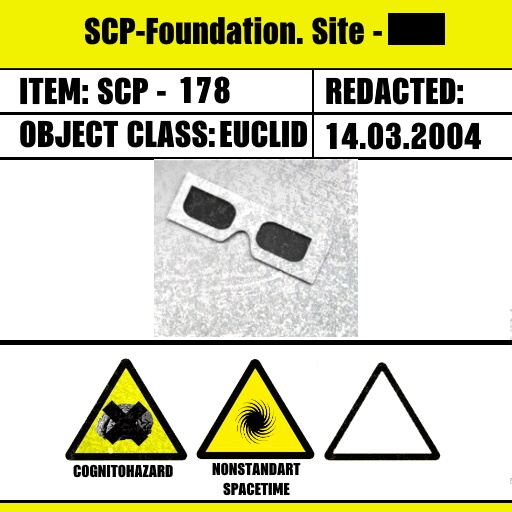 SCP-Foundation. Site -
ITEM: SCP - 178
REDACTED:
OBJECT CLASS: EUCLID
14.03.2004
COGNITOHAZARD
NONSTANDART
SPACETIME